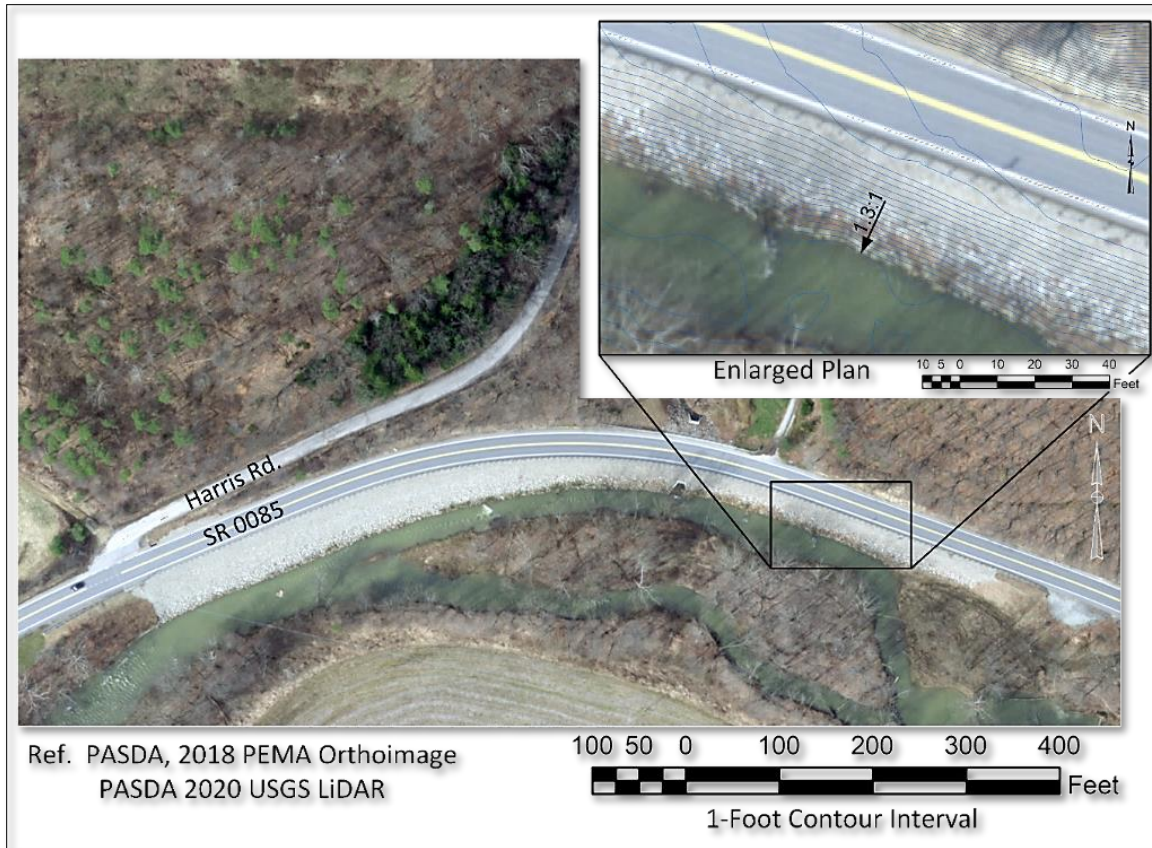 N
1.3:1
Enlarged Plan
10 5 0 10 20 30 40
Feet
N
Harris Rd.
SR 0085
Ref. PASDA, 2018 PEMA Orthoimage
PASDA 2020 USGS LiDAR
100 50 0 100 200 300 400
Feet
1-Foot Contour Interval